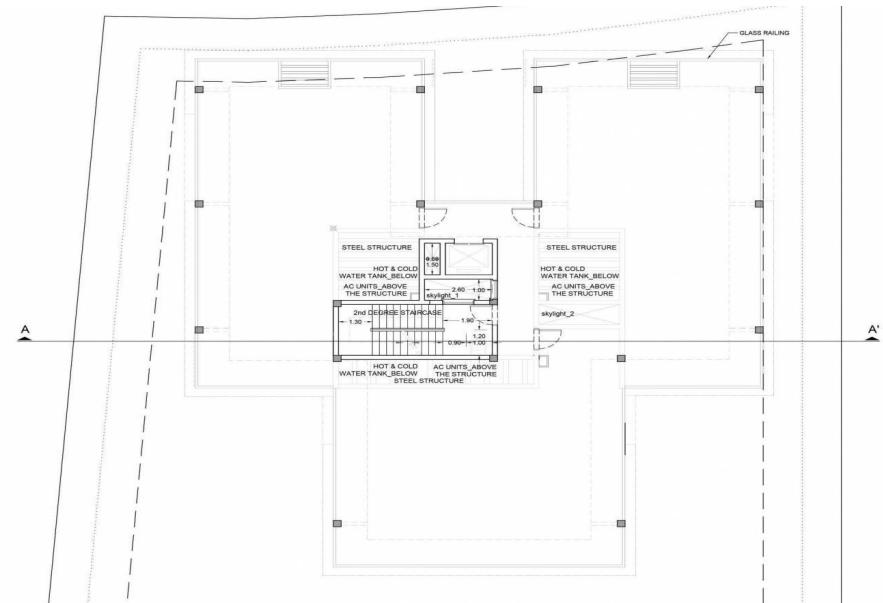 GLASS RAILING
STEEL STRUCTURE
STEEL STRUCTURE
HOT & COLD
WATER TANK_BELOW
AC UNITS_ABOVE
THE STRUCTURE
HOT & COLD
WATER TANK_BELOW
AC UNITS_ABOVE
THE STRUCTURE
1.50
2.60
1.00
skylight_1
skylight_2
2nd DEGREE STAIRCASE
1.30
1.90
A
A'
1.20
0.90
1.00
HOT & COLD
WATER TANK_BELOW
AC UNITS_ABOVE
THE STRUCTURE
STEEL STRUCTURE